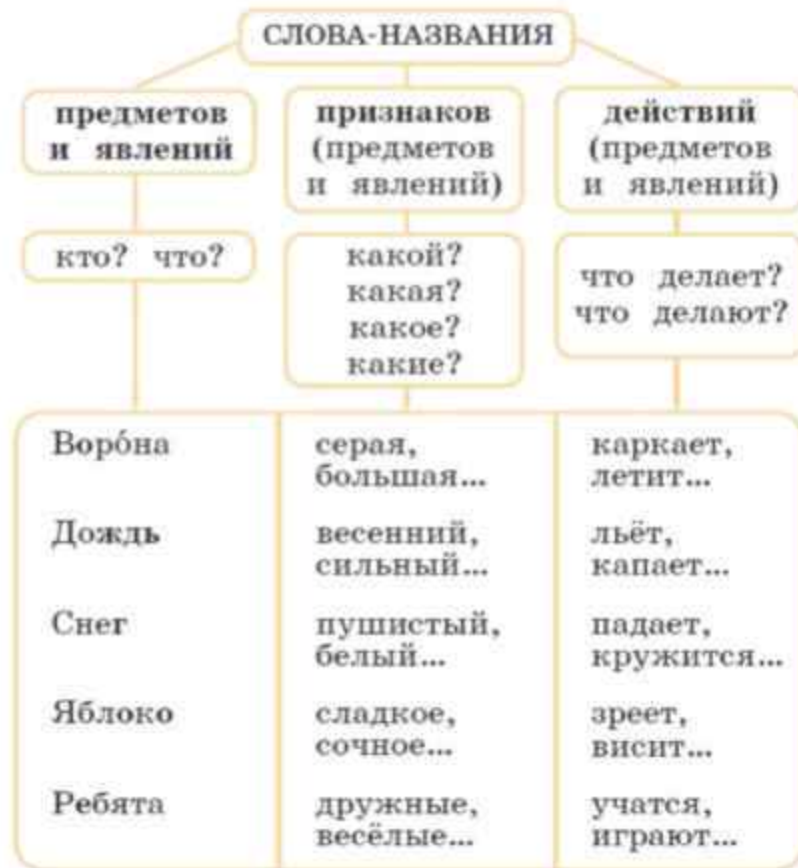 СЛОВА-НАЗВАНИЯ
предметов
и явлений
признаков
(предметов
и явлений)
действий
(предметов
и явлений)
кто? что?
какой?
какая?
какое?
какие?
что делает?
что делают?
Воро́на
серая,
большая...
каркает,
летит...
Дождь
весенний,
сильный...
льёт,
капает...
Снег
пушистый,
белый...
падает,
кружится...
Яблоко
сладкое,
сочное...
зреет,
висит...
Ребята
дружные,
весёлые...
учатся,
играют...